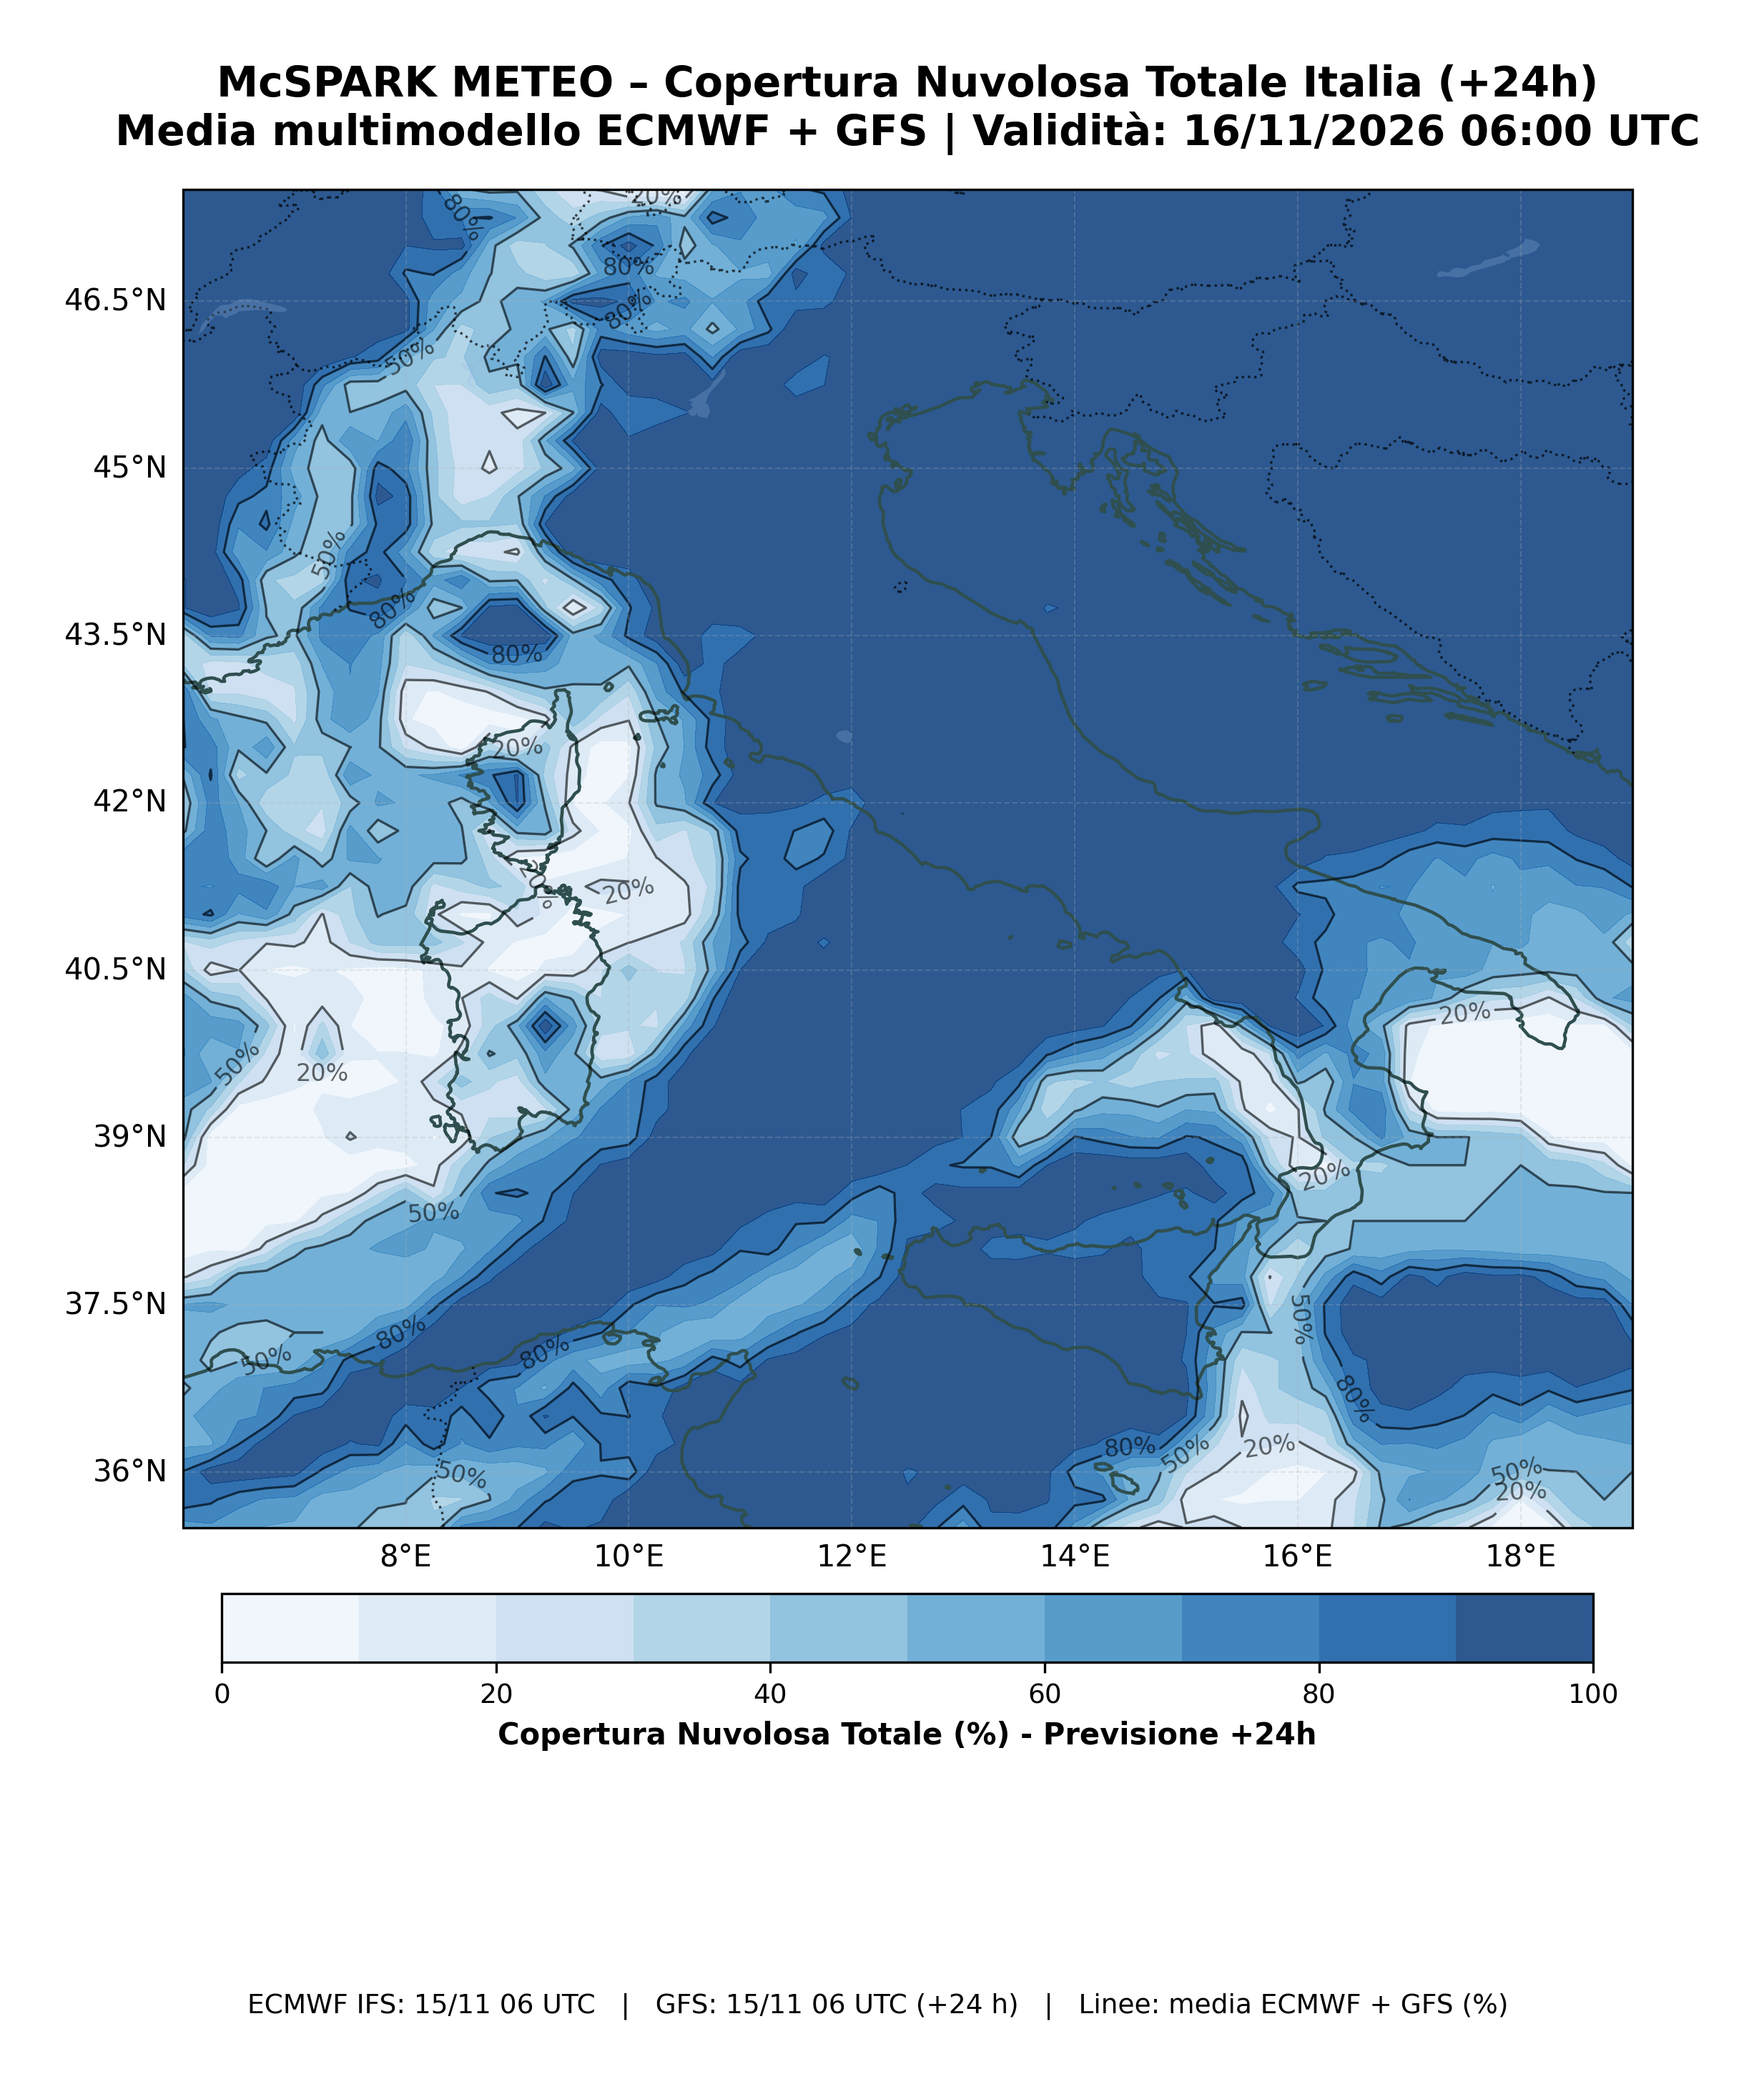 McSPARK METEO – Copertura Nuvolosa Totale Italia (+24h)
Media multimodello ECMWF + GFS | Validità: 16/11/2026 06:00 UTC
80%
20%
80%
80%
50%
50%
80%
80%
20%
20%
20%
20%
50%
20%
20%
50%
80%
50%
80%
50%
80%
50%
80%
50%
20%
50%
20%
46.5°N
45°N
43.5°N
42°N
40.5°N
39°N
37.5°N
36°N
8°E
10°E
12°E
14°E
16°E
18°E
0
20
40
60
80
100
Copertura Nuvolosa Totale (%) - Previsione +24h
ECMWF IFS: 15/11 06 UTC | GFS: 15/11 06 UTC (+24 h) | Linee: media ECMWF + GFS (%)